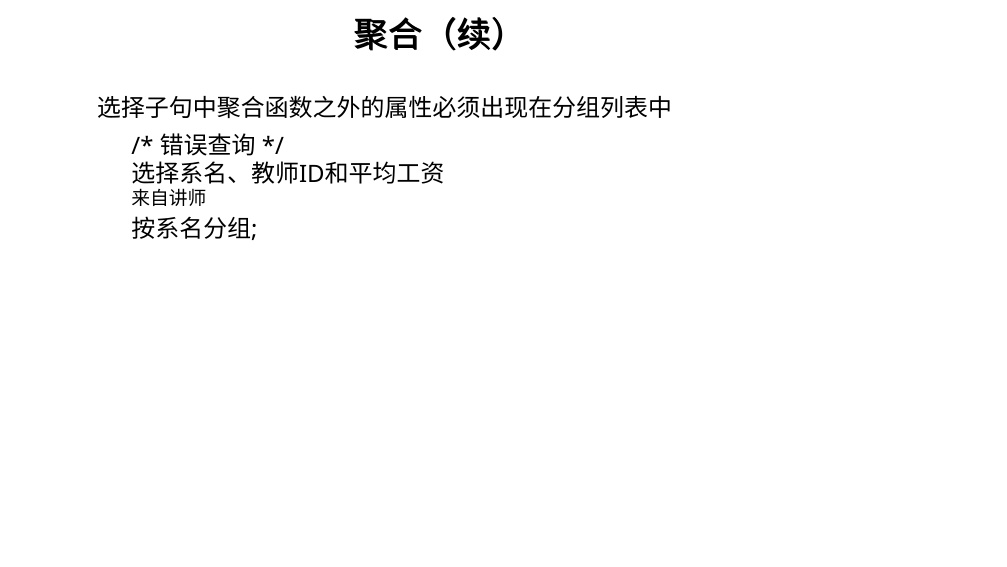 聚合（续）
选择子句中聚合函数之外的属性必须出现在分组列表中
/* 错误查询 */
选择系名、教师ID和平均工资
来自讲师
按系名分组;